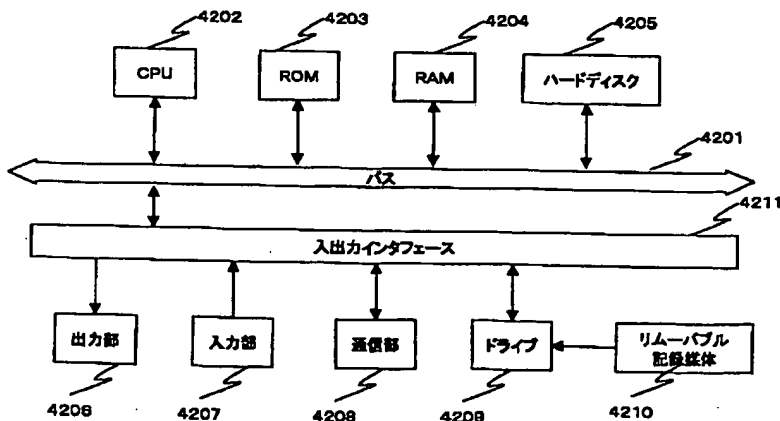 4202
4203
4204
4205
CPU
ROM
RAM
ハードディスク
4201
バス
4211
入出力インタフェース
出力部
入力部
通信部
ドライブ
リムーバブル
記録媒体
4206
4207
4208
4209
4210